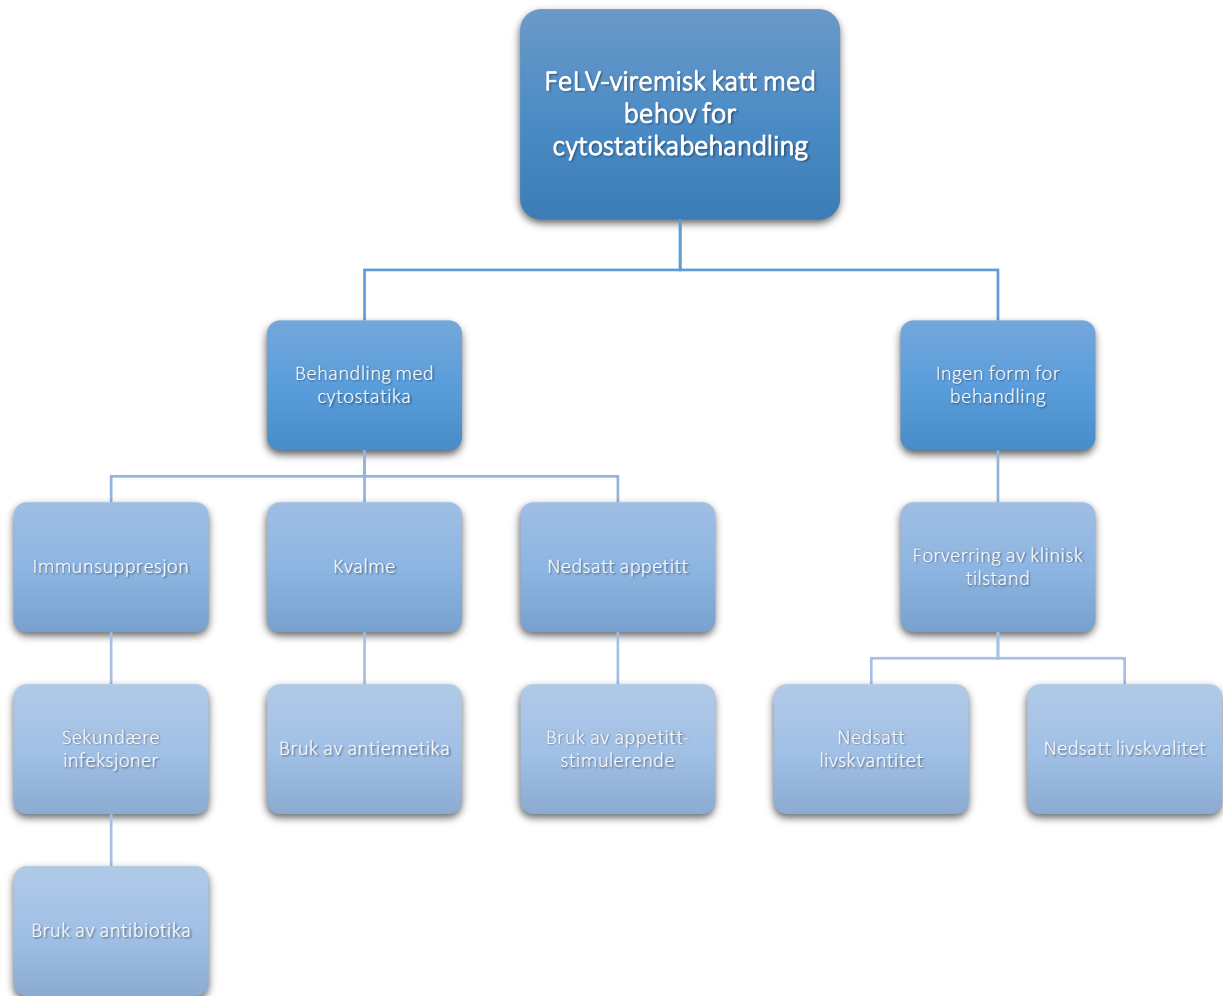 FeLV-viremisk katt med
behov for
cytostatikabehandling
Behandling med
cytostatika
Ingen form for
behandling
Immunsuppresjon
Kvalme
Nedsatt appetitt
Forverring av klinisk
tilstand
Sekundære
infeksjoner
Bruk av antiemetika
Bruk av appetitt-
stimulerende
Nedsatt
livskvantitet
Nedsatt livskvalitet
Bruk av antibiotika